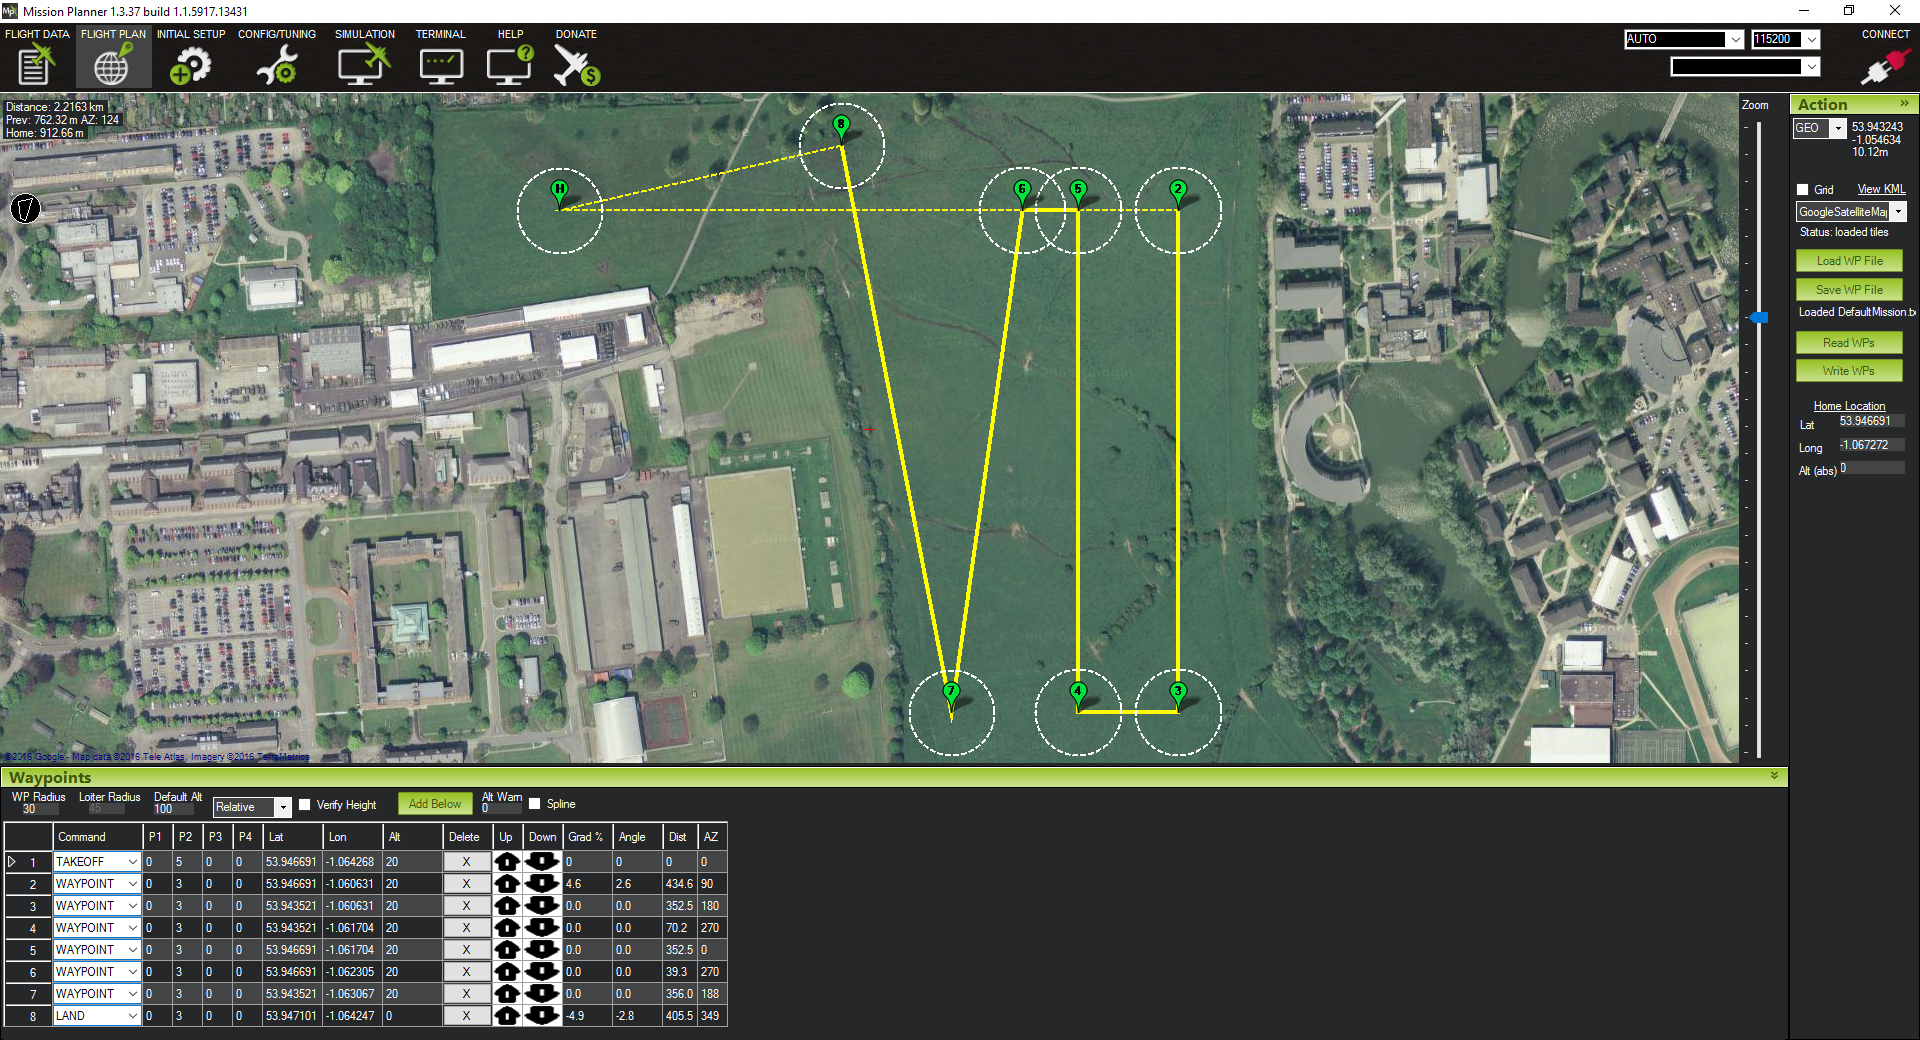 Mission Planner 1.3.37 build 1.1.5917.13431
FLIGHT DATA FLIGHT PLAN INITIAL SETUP CONFIG/TUNING SIMULATION TERMINAL HELP DONATE
AUTO 115200 CONNECT
Distance: 2.2163 km
Prev: 762.32 m AZ: 124
Home: 912.66 m
8
H 6 5 2
7 4 3
©2016 Google - Map data ©2016 Tele Atlas, Imagery ©2016 TerraMetrics
Zoom
Action
GEO 53.943243
-1.054634
10.12m
Grid View KML
GoogleSatelliteMap
Status: loaded tiles
Load WP File
Save WP File
Loaded DefaultMission.tx
Read WPs
Write WPs
Home Location
Lat 53.946691
Long -1.067272
Alt (abs) 0
Waypoints
WP Radius Loiter Radius Default Alt Alt Warn
30 45 100 Relative Verify Height Add Below 0 Spline
Command P1 P2 P3 P4 Lat Lon Alt Delete Up Down Grad % Angle Dist AZ
1 TAKEOFF 0 5 0 0 53.946691 -1.064268 20 X 0 0 0 0
2 WAYPOINT 0 3 0 0 53.946691 -1.060631 20 X 4.6 2.6 434.6 90
3 WAYPOINT 0 3 0 0 53.943521 -1.060631 20 X 0.0 0.0 352.5 180
4 WAYPOINT 0 3 0 0 53.943521 -1.061704 20 X 0.0 0.0 70.2 270
5 WAYPOINT 0 3 0 0 53.946691 -1.061704 20 X 0.0 0.0 352.5 0
6 WAYPOINT 0 3 0 0 53.946691 -1.062305 20 X 0.0 0.0 39.3 270
7 WAYPOINT 0 3 0 0 53.943521 -1.063067 20 X 0.0 0.0 356.0 188
8 LAND 0 3 0 0 53.947101 -1.064247 0 X -4.9 -2.8 405.5 349